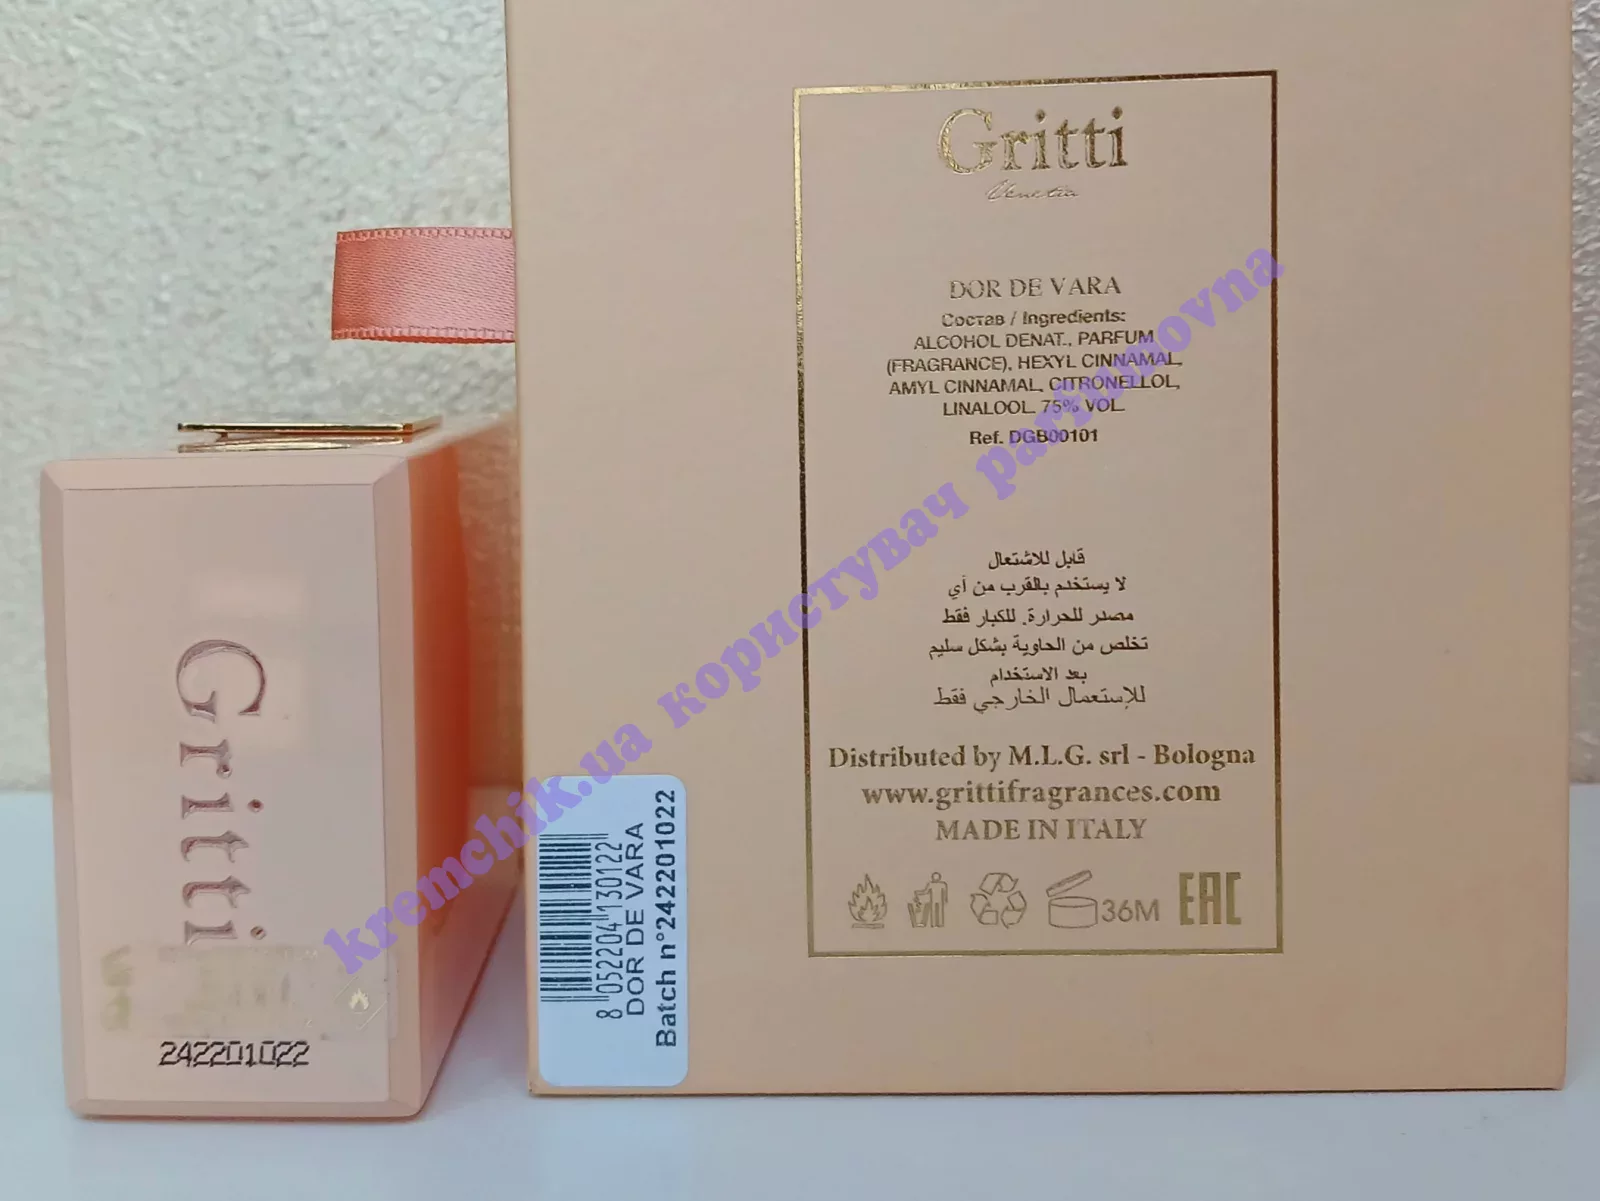 Gritti
Venetia
DOR DE VARA
Состав / Ingredients:
ALCOHOL DENAT., PARFUM
(FRAGRANCE), HEXYL CINNAMAL,
AMYL CINNAMAL, CITRONELLOL,
LINALOOL. 75% VOL.
Ref. DGB00101
قابل للاشتعال
لا يستخدم بالقرب من أي
مصدر للحرارة. للكبار فقط
تخلص من الحاوية بشكل سليم
بعد الاستخدام
للإستعمال الخارجي فقط
Distributed by M.L.G. srl - Bologna
www.grittifragrances.com
MADE IN ITALY
36M EAC
8 052204 130122
DOR DE VARA
Batch n°242201022
Gritti
242201022
kremchik.ua користувач parfumovna